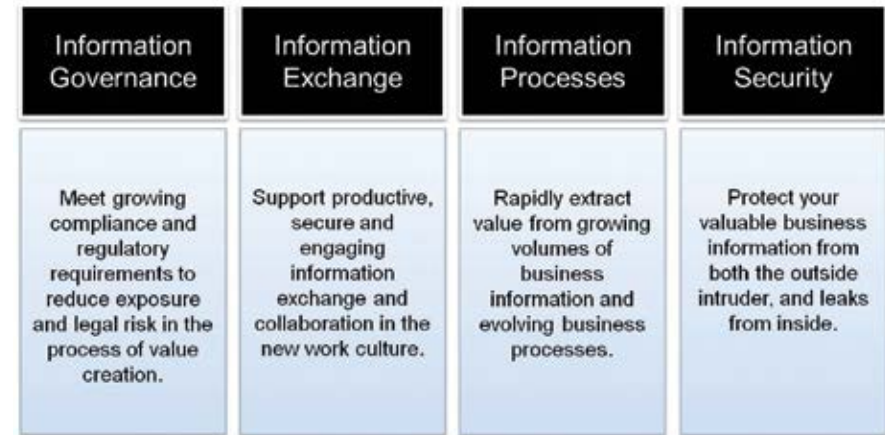 Information
Governance
Information
Exchange
Information
Processes
Information
Security
Meet growing
compliance and
regulatory
requirements to
reduce exposure
and legal risk in the
process of value
creation.
Support productive,
secure and
engaging
information
exchange and
collaboration in the
new work culture.
Rapidly extract
value from growing
volumes of
business
information and
evolving business
processes.
Protect your
valuable business
information from
both the outside
intruder, and leaks
from inside.